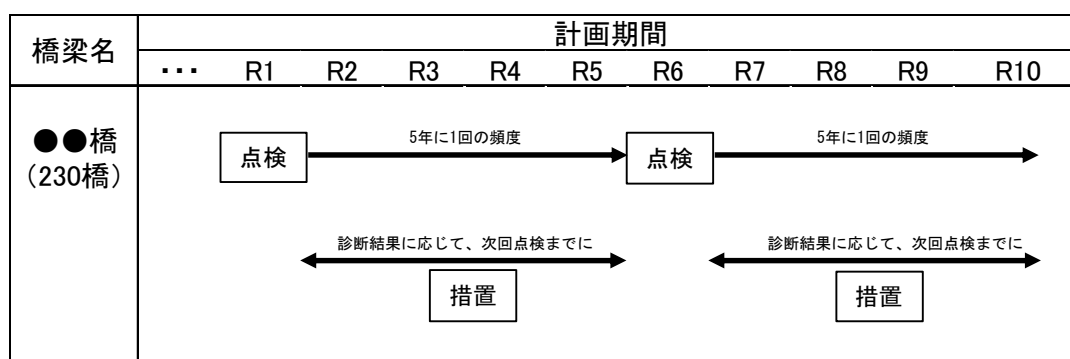 橋梁名
計画期間
･･･ R1 R2 R3 R4 R5 R6 R7 R8 R9 R10
●●橋
(230橋)
点検
5年に1回の頻度
点検
5年に1回の頻度
診断結果に応じて、次回点検までに
診断結果に応じて、次回点検までに
措置
措置